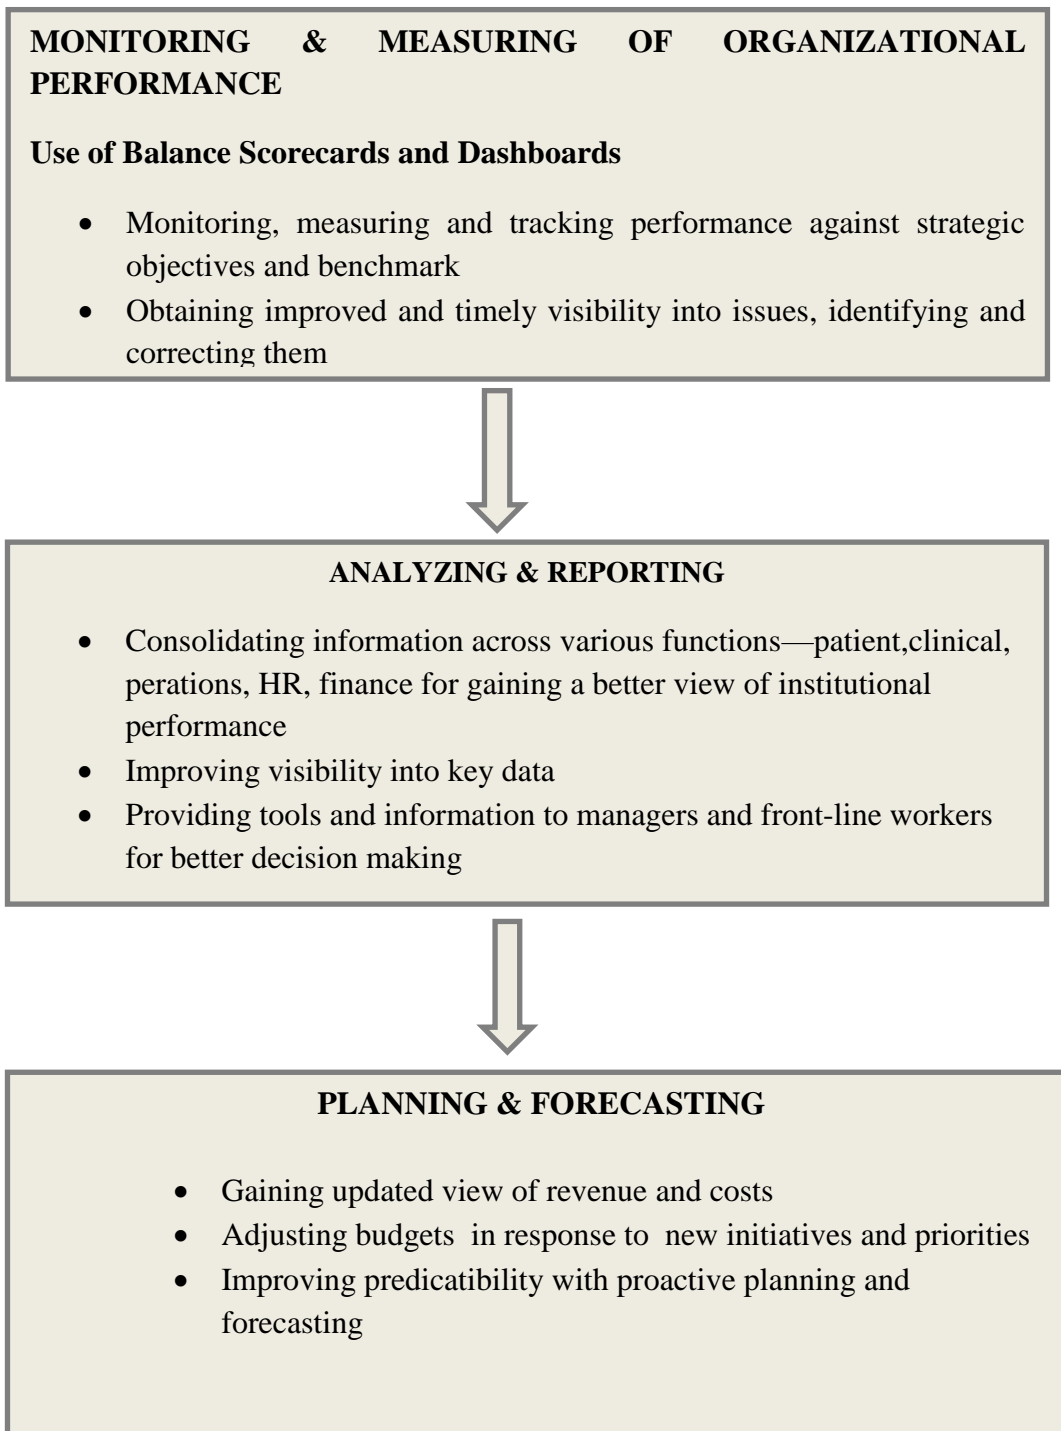 MONITORING & MEASURING OF ORGANIZATIONAL
PERFORMANCE
Use of Balance Scorecards and Dashboards
• Monitoring, measuring and tracking performance against strategic
objectives and benchmark
• Obtaining improved and timely visibility into issues, identifying and
correcting them
ANALYZING & REPORTING
• Consolidating information across various functions—patient,clinical,
perations, HR, finance for gaining a better view of institutional
performance
• Improving visibility into key data
• Providing tools and information to managers and front-line workers
for better decision making
PLANNING & FORECASTING
• Gaining updated view of revenue and costs
• Adjusting budgets in response to new initiatives and priorities
• Improving predicatibility with proactive planning and
forecasting